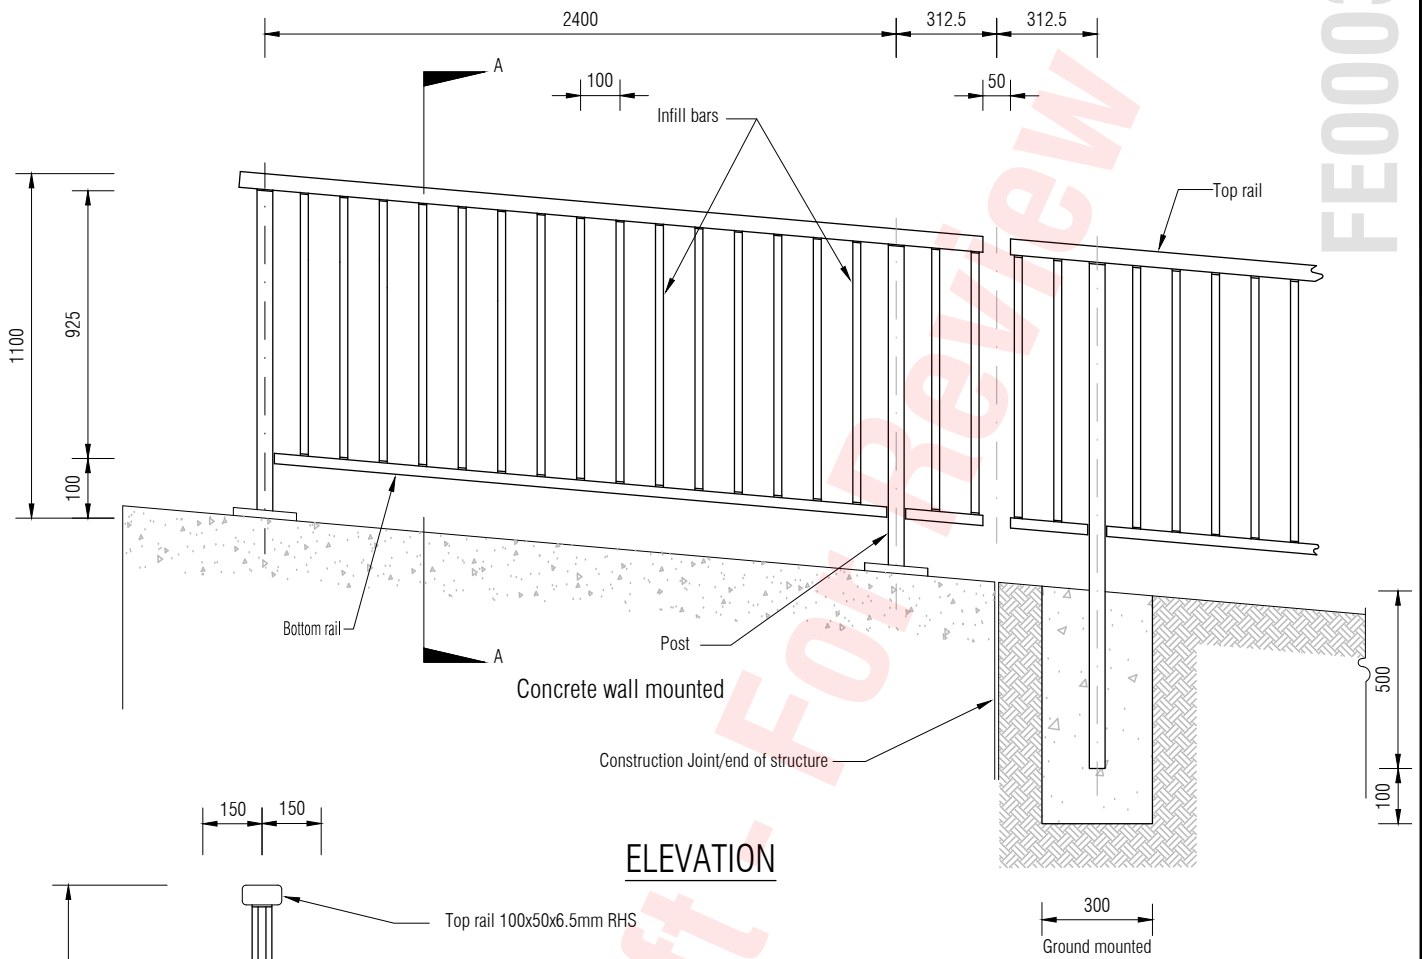 2400
312.5
312.5
A
100
50
Infill bars
Top rail
FE0003
1100
925
100
Bottom rail
Post
A
Concrete wall mounted
Construction Joint/end of structure
500
100
150
150
ELEVATION
Top rail 100x50x6.5mm RHS
300
Ground mounted
- For Review